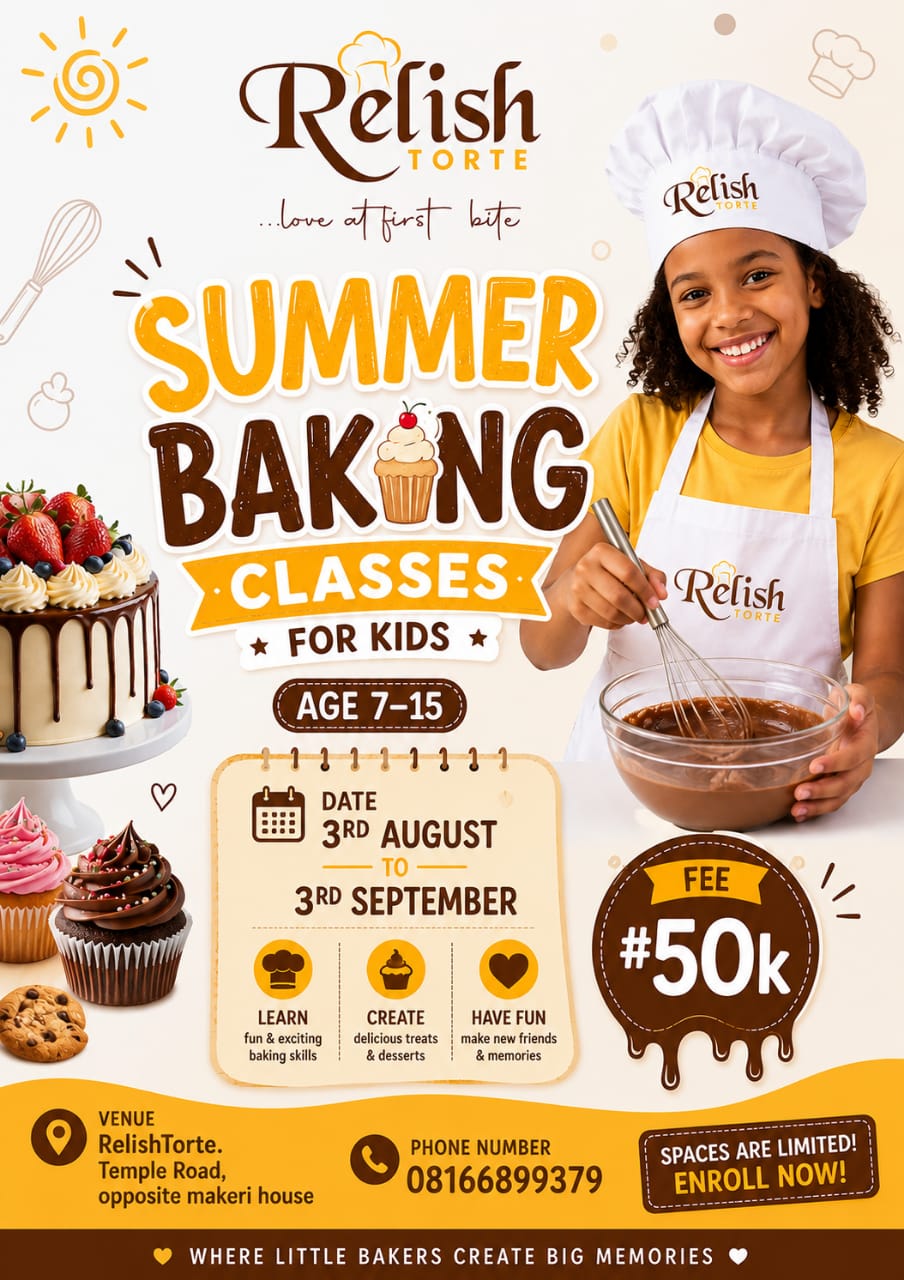 Relish
TORTE
...love at first bite
Relish
TORTE
SUMMER
BAKING
CLASSES
FOR KIDS
AGE 7–15
Relish
TORTE
DATE
3RD AUGUST
TO
3RD SEPTEMBER
LEARN
fun & exciting
baking skills
CREATE
delicious treats
& desserts
HAVE FUN
make new friends
& memories
FEE
#50k
VENUE
RelishTorte.
Temple Road,
opposite makeri house
PHONE NUMBER
08166899379
SPACES ARE LIMITED!
ENROLL NOW!
WHERE LITTLE BAKERS CREATE BIG MEMORIES